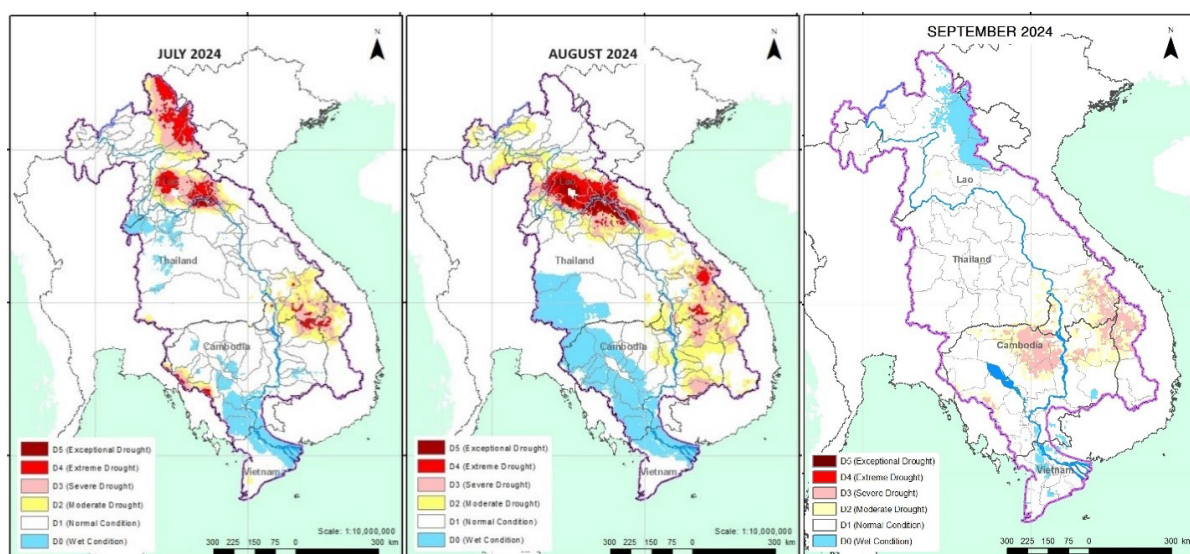 JULY 2024
N
Thailand
Cambodia
Vietnam
D5 (Exceptional Drought)
D4 (Extreme Drought)
D3 (Severe Drought)
D2 (Moderate Drought)
D1 (Normal Condition)
D0 (Wet Condition)
Scale: 1:10,000,000
300 225 150 75 0 300 km
AUGUST 2024
N
Lao
Thailand
Cambodia
Vietnam
D5 (Exceptional Drought)
D4 (Extreme Drought)
D3 (Severe Drought)
D2 (Moderate Drought)
D1 (Normal Condition)
D0 (Wet Condition)
Scale: 1:10,000,000
300 225 150 75 0 300 km
SEPTEMBER 2024
N
Lao
Thailand
Cambodia
Vietnam
D5 (Exceptional Drought)
D4 (Extreme Drought)
D3 (Severe Drought)
D2 (Moderate Drought)
D1 (Normal Condition)
D0 (Wet Condition)
300 225 150 75 0 300 km